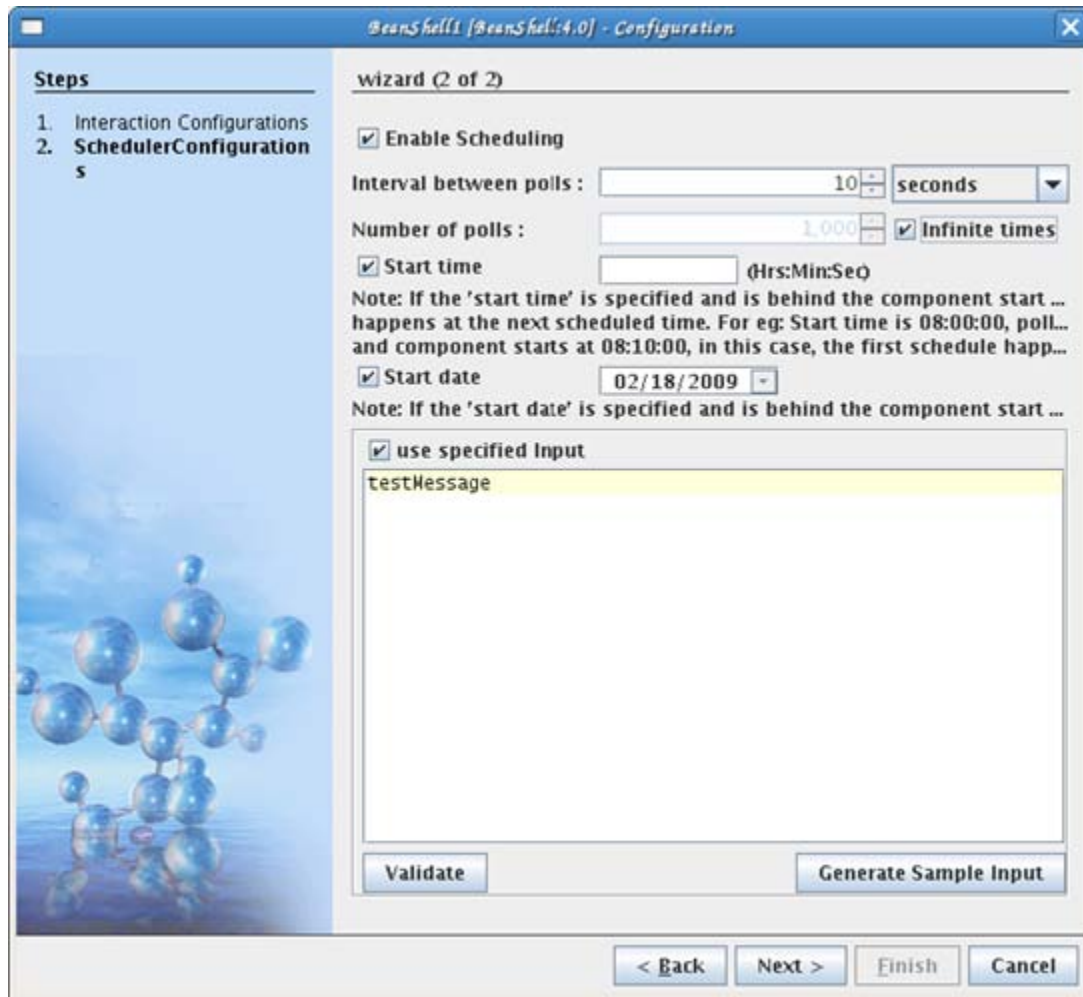 BeanShell1 [BeanShell:4.0] - Configuration
Steps
1. Interaction Configurations
2. SchedulerConfiguration
s
wizard (2 of 2)
Enable Scheduling
Interval between polls : 10 seconds
Number of polls : 1,000 Infinite times
Start time (Hrs:Min:Sec)
Note: If the 'start time' is specified and is behind the component start ...
happens at the next scheduled time. For eg: Start time is 08:00:00, poll...
and component starts at 08:10:00, in this case, the first schedule happ...
Start date 02/18/2009
Note: If the 'start date' is specified and is behind the component start ...
use specified Input
testMessage
Validate Generate Sample Input
< Back Next > Finish Cancel